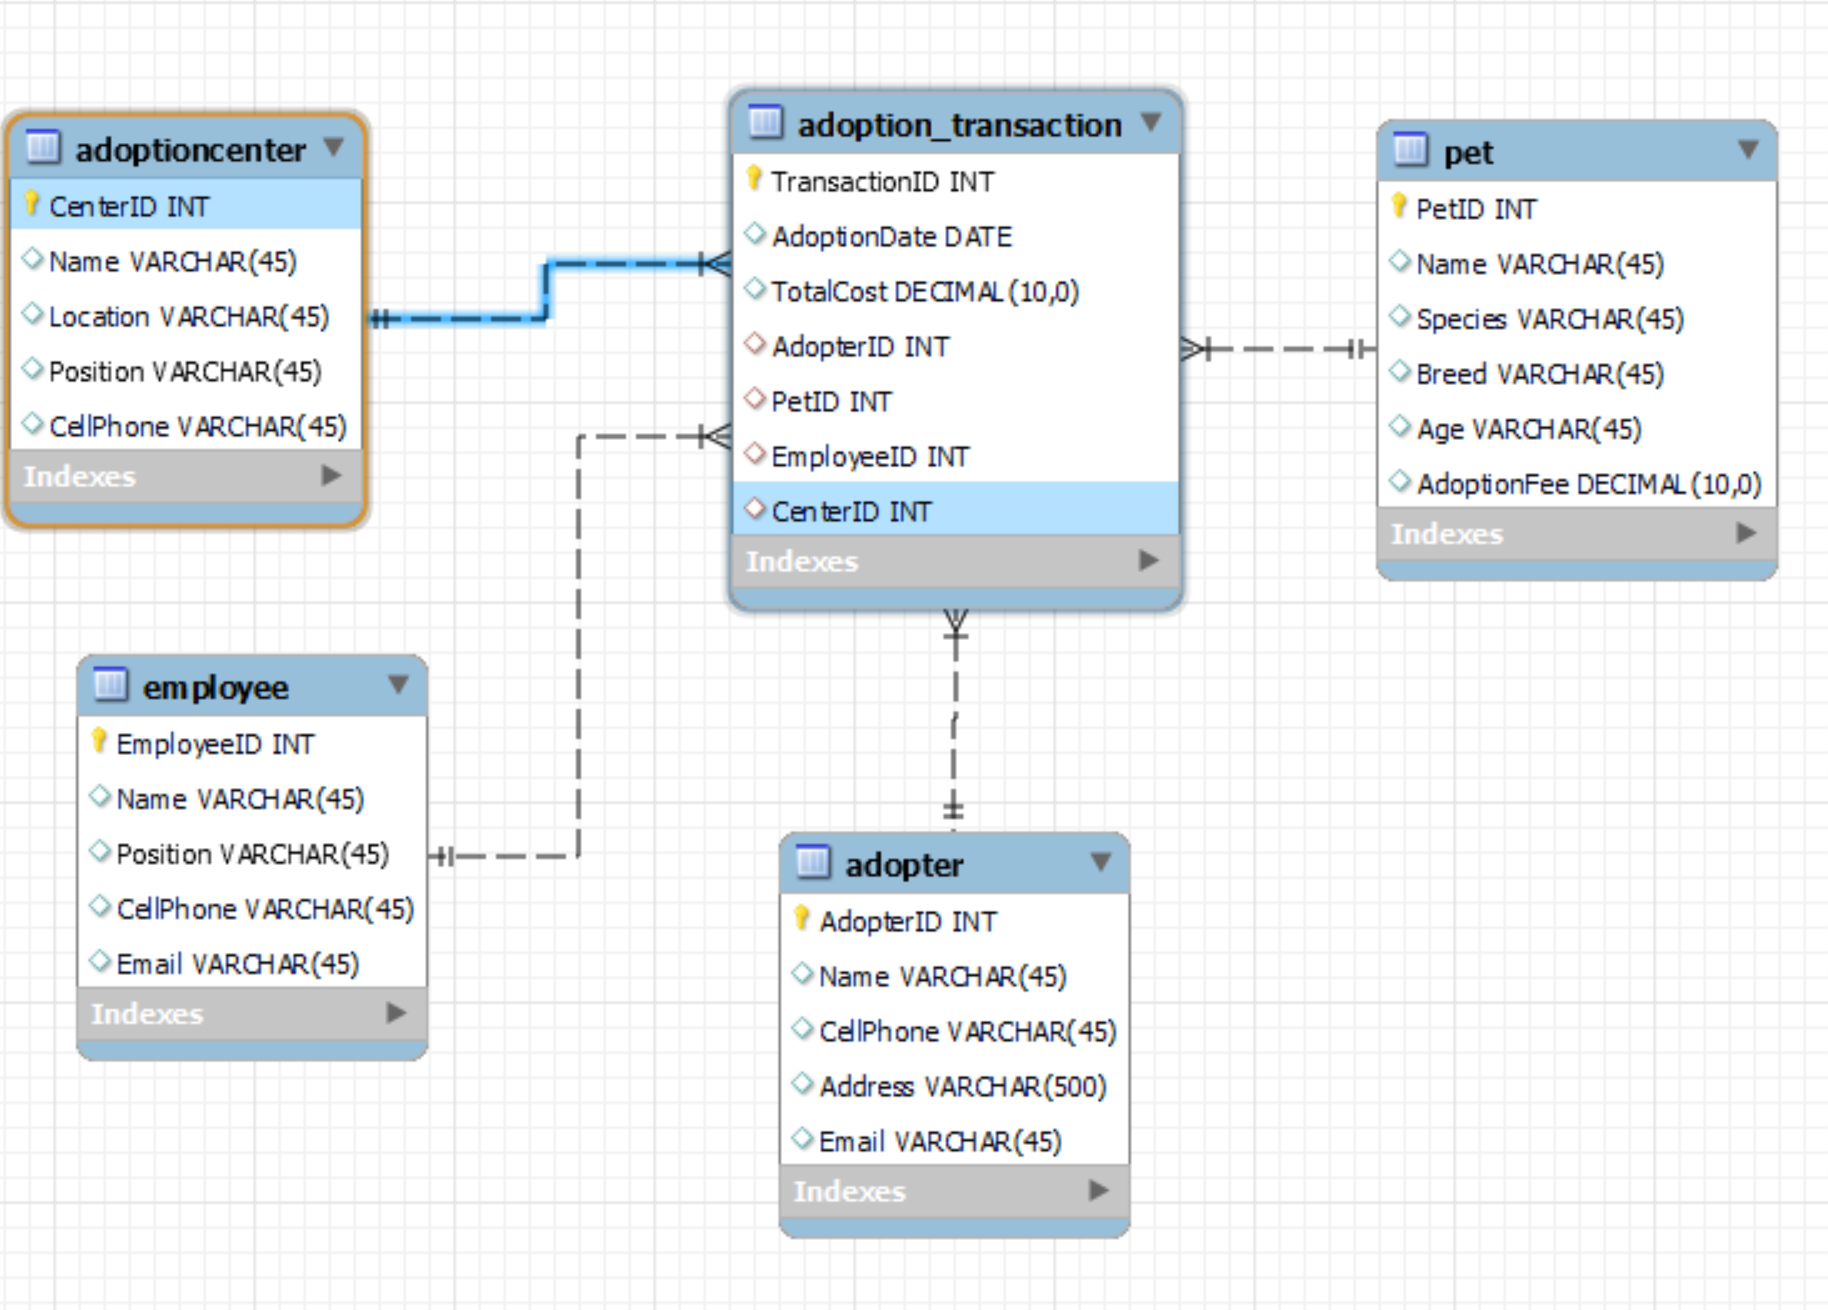 adoptioncenter
CenterID INT
Name VARCHAR(45)
Location VARCHAR(45)
Position VARCHAR(45)
CellPhone VARCHAR(45)
Indexes
adoption_transaction
TransactionID INT
AdoptionDate DATE
TotalCost DECIMAL(10,0)
AdopterID INT
PetID INT
EmployeeID INT
CenterID INT
Indexes
pet
PetID INT
Name VARCHAR(45)
Species VARCHAR(45)
Breed VARCHAR(45)
Age VARCHAR(45)
AdoptionFee DECIMAL(10,0)
Indexes
employee
EmployeeID INT
Name VARCHAR(45)
Position VARCHAR(45)
CellPhone VARCHAR(45)
Email VARCHAR(45)
Indexes
adopter
AdopterID INT
Name VARCHAR(45)
CellPhone VARCHAR(45)
Address VARCHAR(500)
Email VARCHAR(45)
Indexes